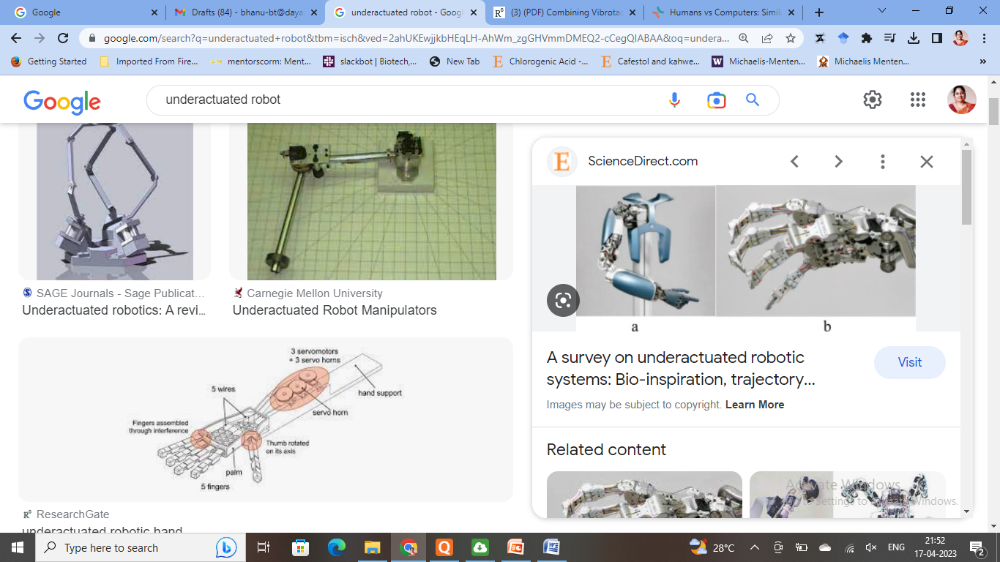 Google
Drafts (84) - bhanu-bt@daya
underactuated robot - Goog
(3) (PDF) Combining Vibrota
Humans vs Computers: Simil
google.com/search?q=underactuated+robot&tbm=isch&ved=2ahUKEwjjkbHEqLH-AhWm_zgGHVmmDMEQ2-cCegQIABAA&oq=undera...
Getting Started
Imported From Fire...
mentorscorm: Ment...
slackbot | Biotech,...
New Tab
Chlorogenic Acid -...
Cafestol and kahwe...
Michaelis-Menten...
Michaelis Menten...
Google
underactuated robot
ScienceDirect.com
a
b
SAGE Journals - Sage Publicat...
Underactuated robotics: A revi...
Carnegie Mellon University
Underactuated Robot Manipulators
A survey on underactuated robotic
systems: Bio-inspiration, trajectory...
Visit
Images may be subject to copyright. Learn More
3 servomotors
+ 3 servo horns
5 wires
hand support
servo horn
Fingers assembled
through interference
Thumb rotated
on its axis
palm
5 fingers
Related content
ResearchGate
underactuated robotic hand
Activate Windows
Settings to
Windows.
Type here to search
28°C
ENG
21:52
17-04-2023
2